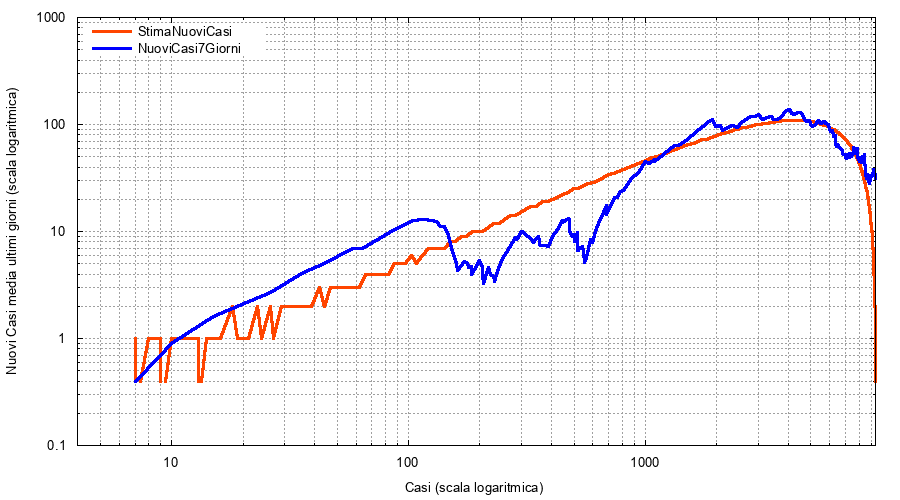 1000
StimaNuoviCasi
NuoviCasi7Giorni
100
10
1
0.1
Nuovi Casi media ultimi giorni (scala logaritmica)
10
100
1000
Casi (scala logaritmica)